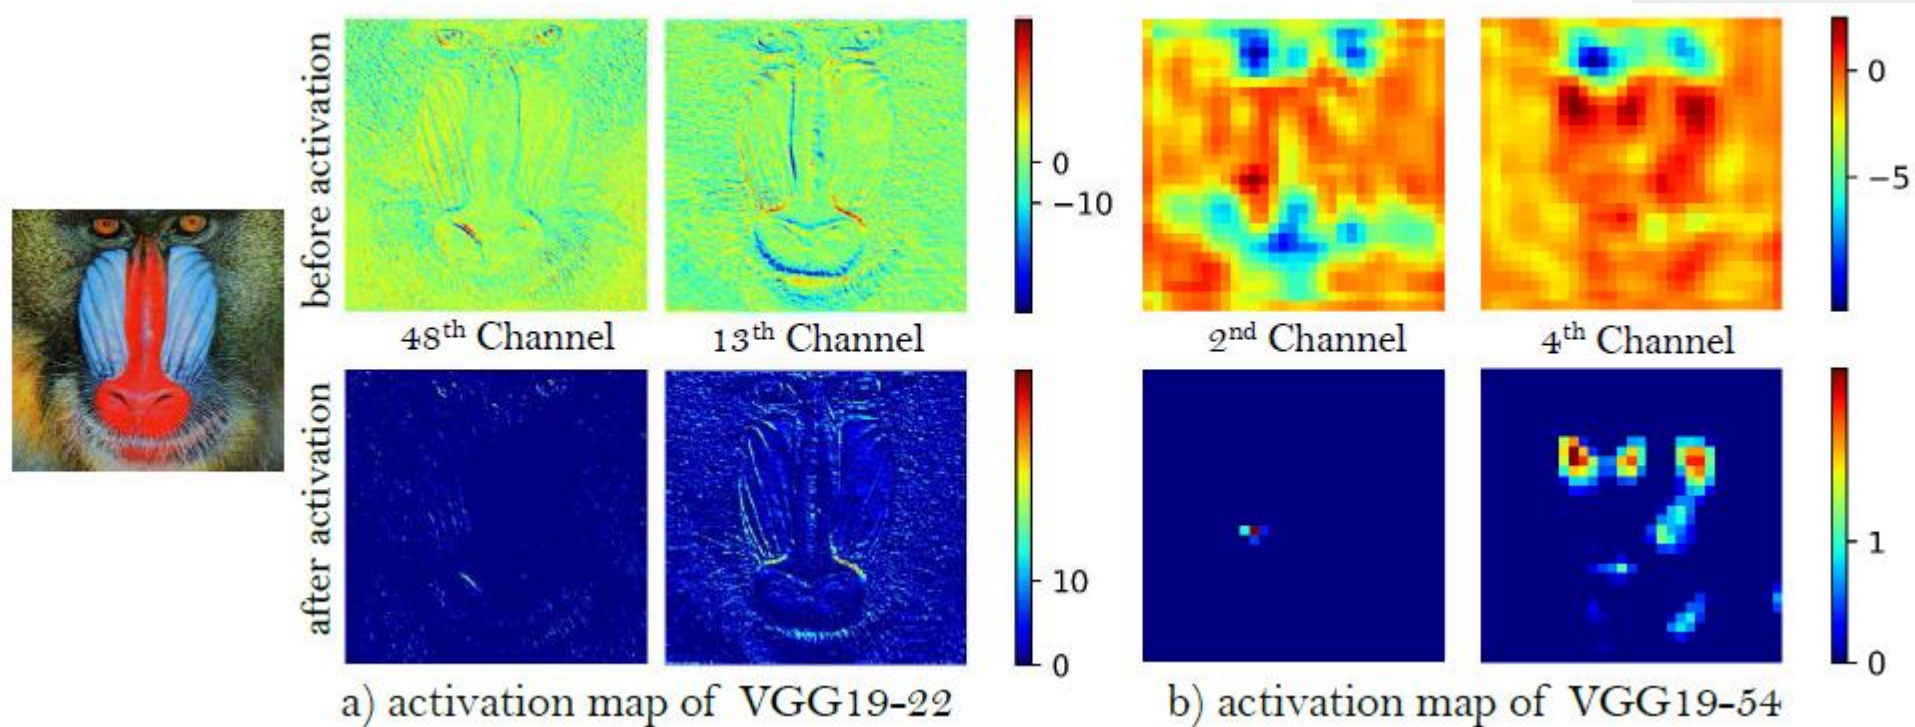 before activation
0
−10
0
−5
48th Channel
13th Channel
2nd Channel
4th Channel
after activation
10
0
1
0
a) activation map of VGG19-22
b) activation map of VGG19-54